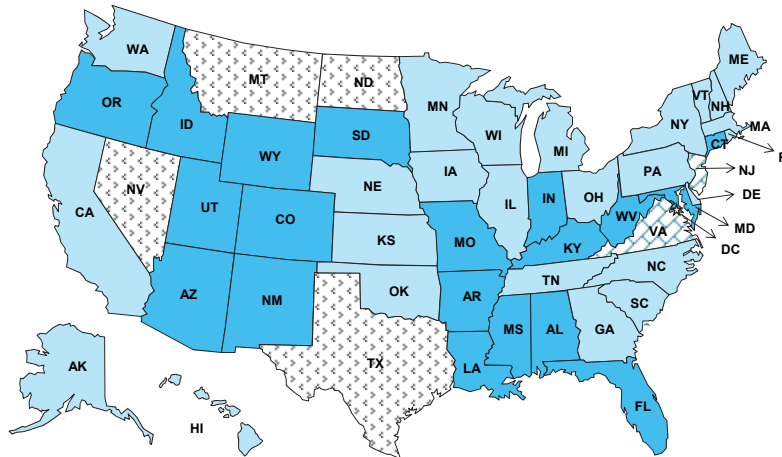 WA
MT
ND
ME
OR
ID
MN
VT
NH
SD
WI
NY
MA
WY
MI
CT
R
IA
PA
NJ
NV
NE
IL
IN
OH
DE
CA
UT
CO
WV
VA
MD
KS
MO
KY
DC
NC
TN
AZ
NM
OK
AR
SC
MS
AL
GA
TX
LA
AK
FL
HI